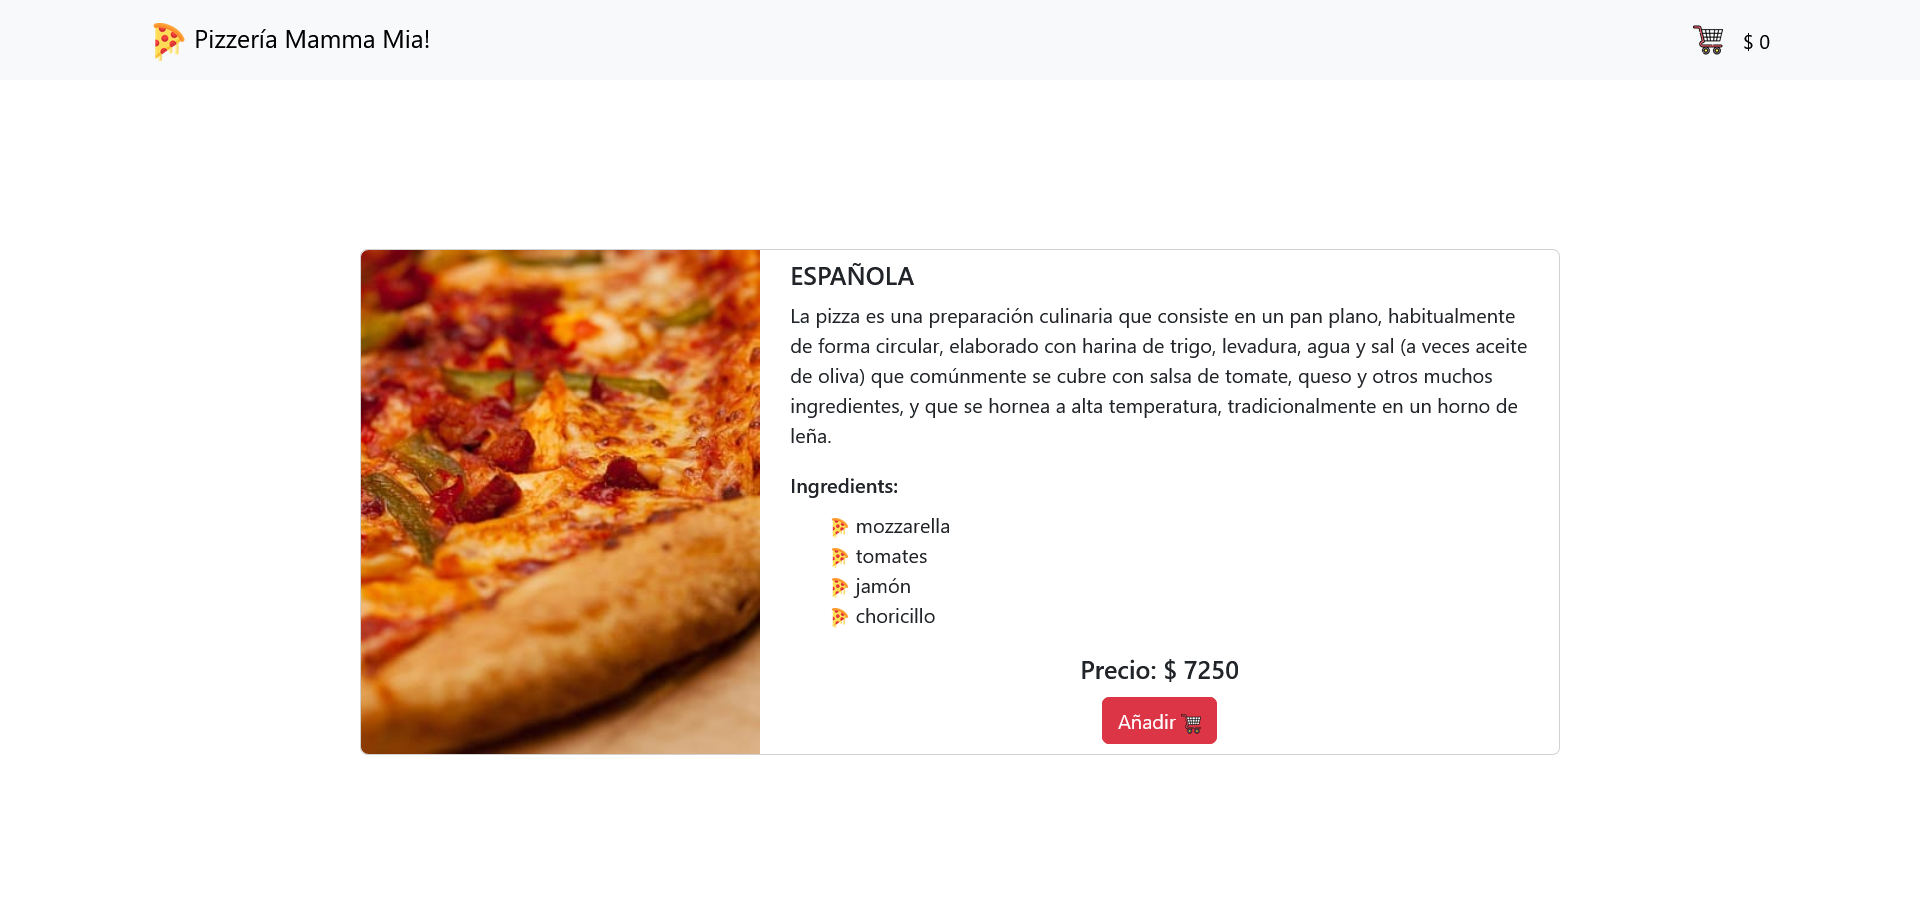 Pizzería Mamma Mia!
$ 0
ESPAÑOLA
La pizza es una preparación culinaria que consiste en un pan plano, habitualmente
de forma circular, elaborado con harina de trigo, levadura, agua y sal (a veces aceite
de oliva) que comúnmente se cubre con salsa de tomate, queso y otros muchos
ingredientes, y que se hornea a alta temperatura, tradicionalmente en un horno de
leña.
Ingredients:
mozzarella
tomates
jamón
choricillo
Precio: $ 7250
Añadir